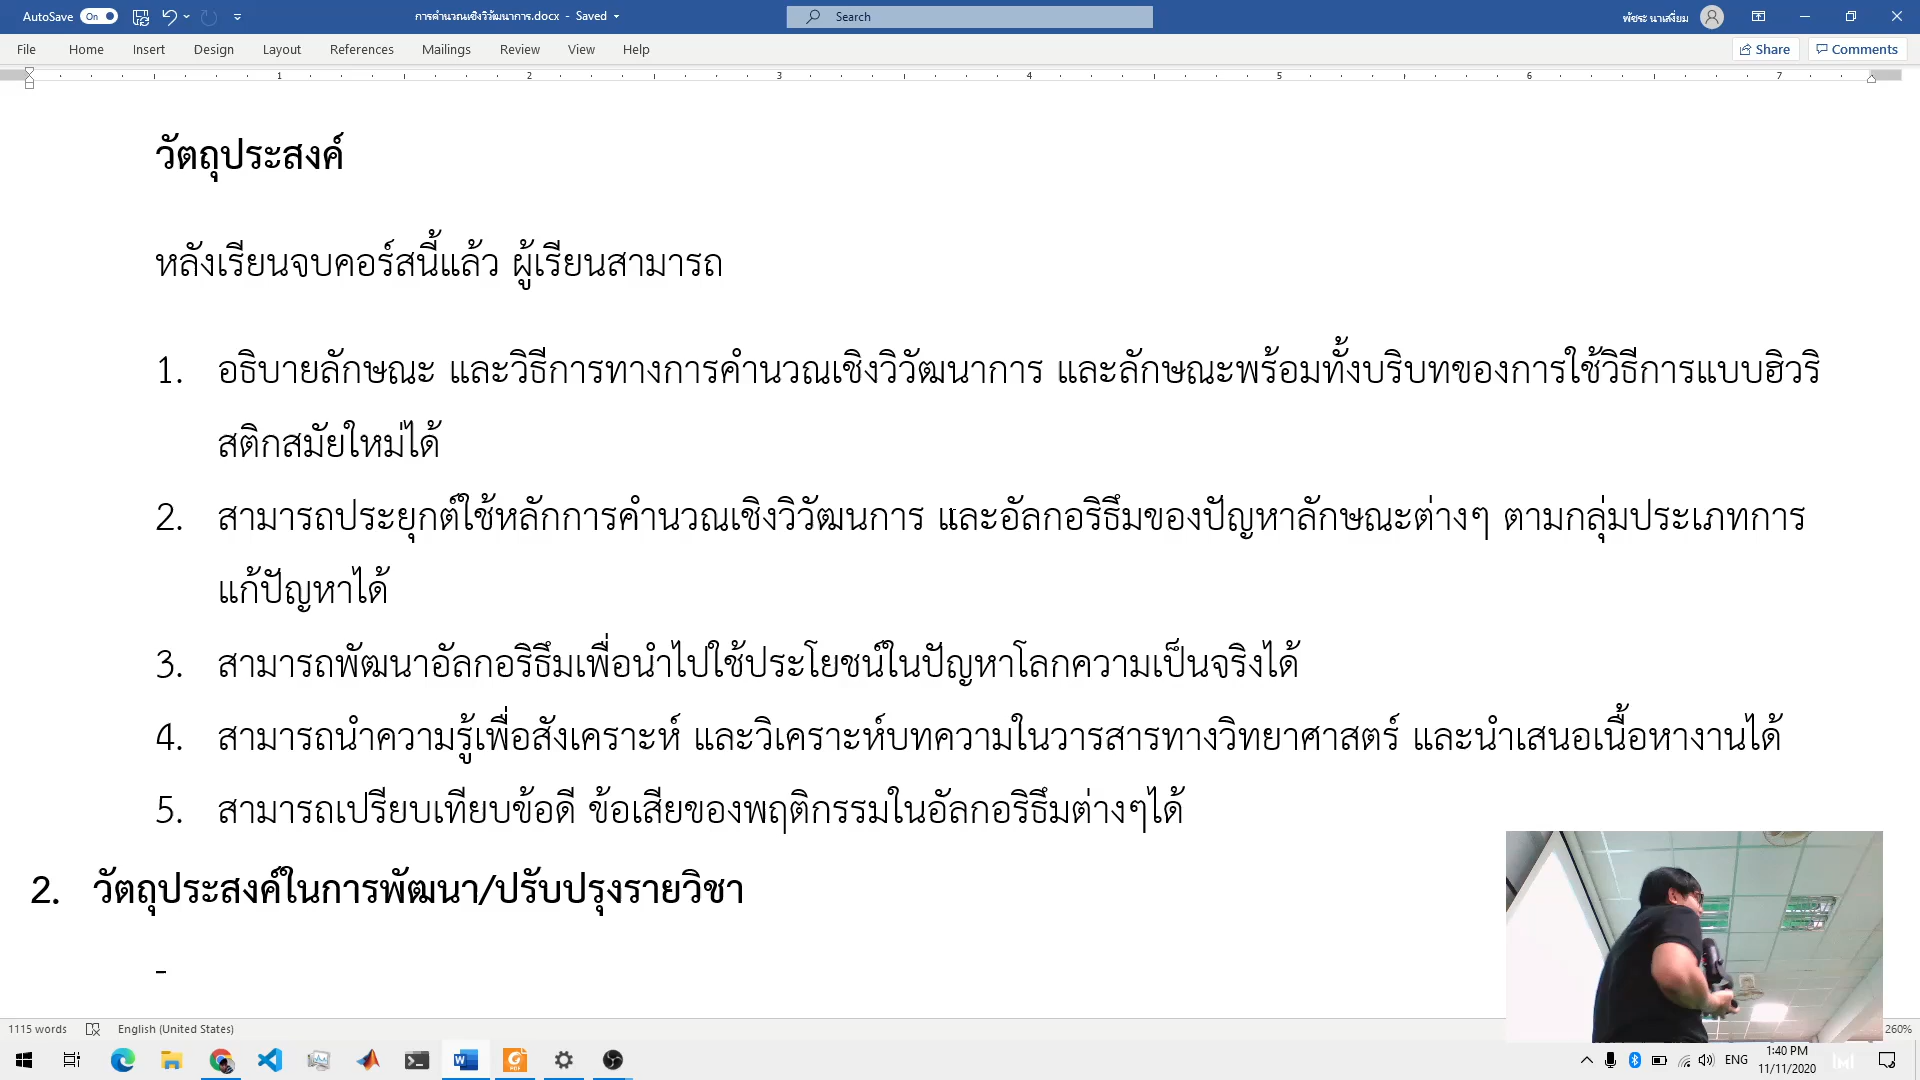 AutoSave On การคำนวณเชิงวิวัฒนาการ.docx - Saved Search พัชระ นาเสงี่ยม
File Home Insert Design Layout References Mailings Review View Help Share Comments
1 2 3 4 5 6 7
วัตถุประสงค์
หลังเรียนจบคอร์สนี้แล้ว ผู้เรียนสามารถ
1. อธิบายลักษณะ และวิธีการทางการคำนวณเชิงวิวัฒนาการ และลักษณะพร้อมทั้งบริบทของการใช้วิธีการแบบฮิวริ
สติกสมัยใหม่ได้
2. สามารถประยุกต์ใช้หลักการคำนวณเชิงวิวัฒนการ และอัลกอริธึมของปัญหาลักษณะต่างๆ ตามกลุ่มประเภทการ
แก้ปัญหาได้
3. สามารถพัฒนาอัลกอริธึมเพื่อนำไปใช้ประโยชน์ในปัญหาโลกความเป็นจริงได้
4. สามารถนำความรู้เพื่อสังเคราะห์ และวิเคราะห์บทความในวารสารทางวิทยาศาสตร์ และนำเสนอเนื้อหางานได้
5. สามารถเปรียบเทียบข้อดี ข้อเสียของพฤติกรรมในอัลกอริธึมต่างๆได้
2. วัตถุประสงค์ในการพัฒนา/ปรับปรุงรายวิชา
-
1115 words English (United States) 260%
ENG 1:40 PM
11/11/2020